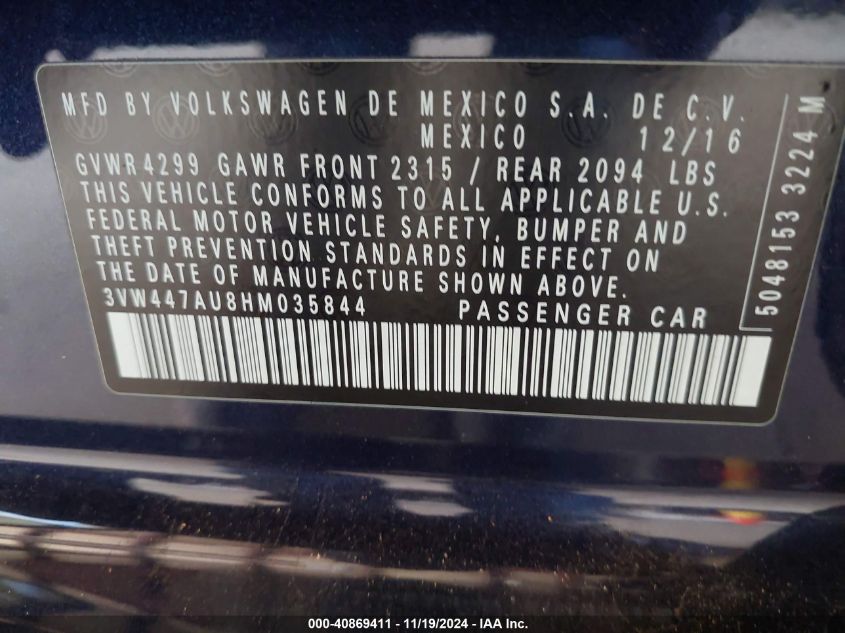 MFD BY VOLKSWAGEN DE MEXICO S.A. DE C.V.
MEXICO 12/16
GVWR 4299 GAWR FRONT 2315 / REAR 2094 LBS
THIS VEHICLE CONFORMS TO ALL APPLICABLE U.S.
FEDERAL MOTOR VEHICLE SAFETY, BUMPER AND
THEFT PREVENTION STANDARDS IN EFFECT ON
THE DATE OF MANUFACTURE SHOWN ABOVE.
3VW447AU8HM035844 PASSENGER CAR
5048153 3224 M
000-40869411 - 11/19/2024 - IAA Inc.